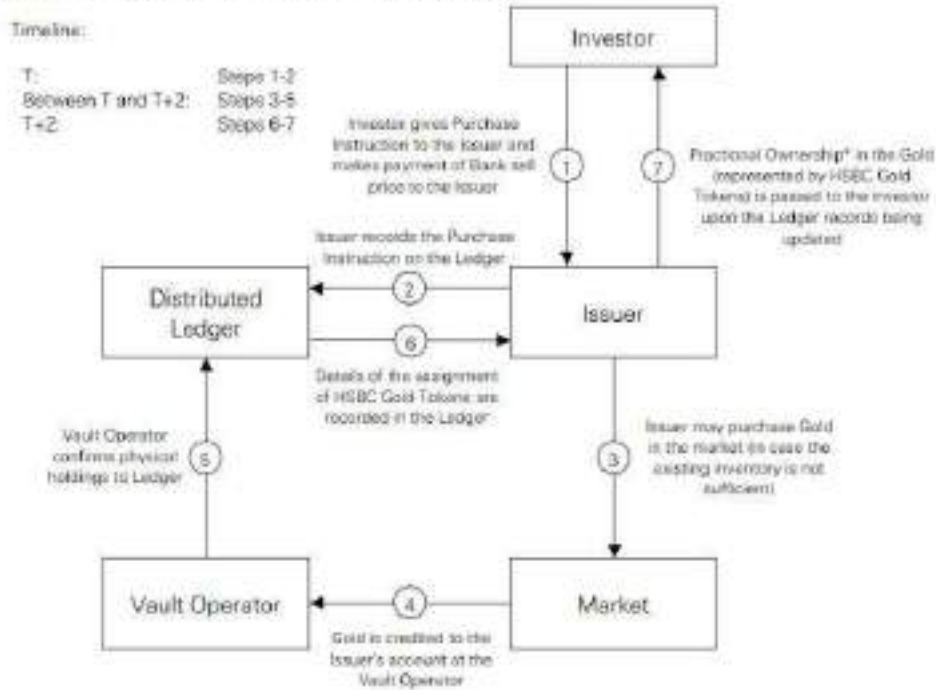 Timeline:
T: Steps 1-2
Between T and T+2: Steps 3-5
T+2: Steps 6-7
Investor
Investor gives Purchase
Instruction to the Issuer and
makes payment of Bank sell
price to the Issuer
1
7
Fractional Ownership* in the Gold
(represented by HSBC Gold
Tokens) is passed to the investor
upon the Ledger records being
updated
Issuer records the Purchase
Instruction on the Ledger
Distributed
Ledger
2
6
Issuer
Details of the assignment
of HSBC Gold Tokens are
recorded in the Ledger
Vault Operator
confirms physical
holdings to Ledger
5
3
Issuer may purchase Gold
in the market (in case the
existing inventory is not
sufficient)
Vault Operator
4
Market
Gold is credited to the
Issuer's account at the
Vault Operator